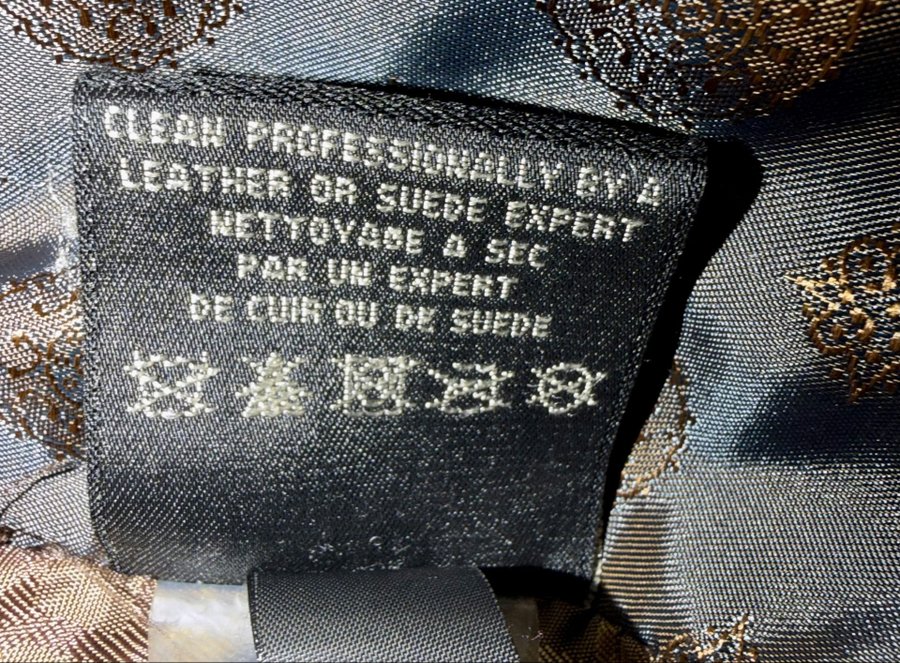 CLEAN PROFESSIONALLY BY A
LEATHER OR SUEDE EXPERT
NETTOYAGE A SEC
PAR UN EXPERT
DE CUIR OU DE SUEDE